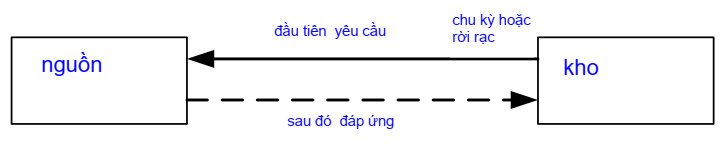 đầu tiên yêu cầu
chu kỳ hoặc
rời rạc
nguồn
kho
sau đó đáp ứng